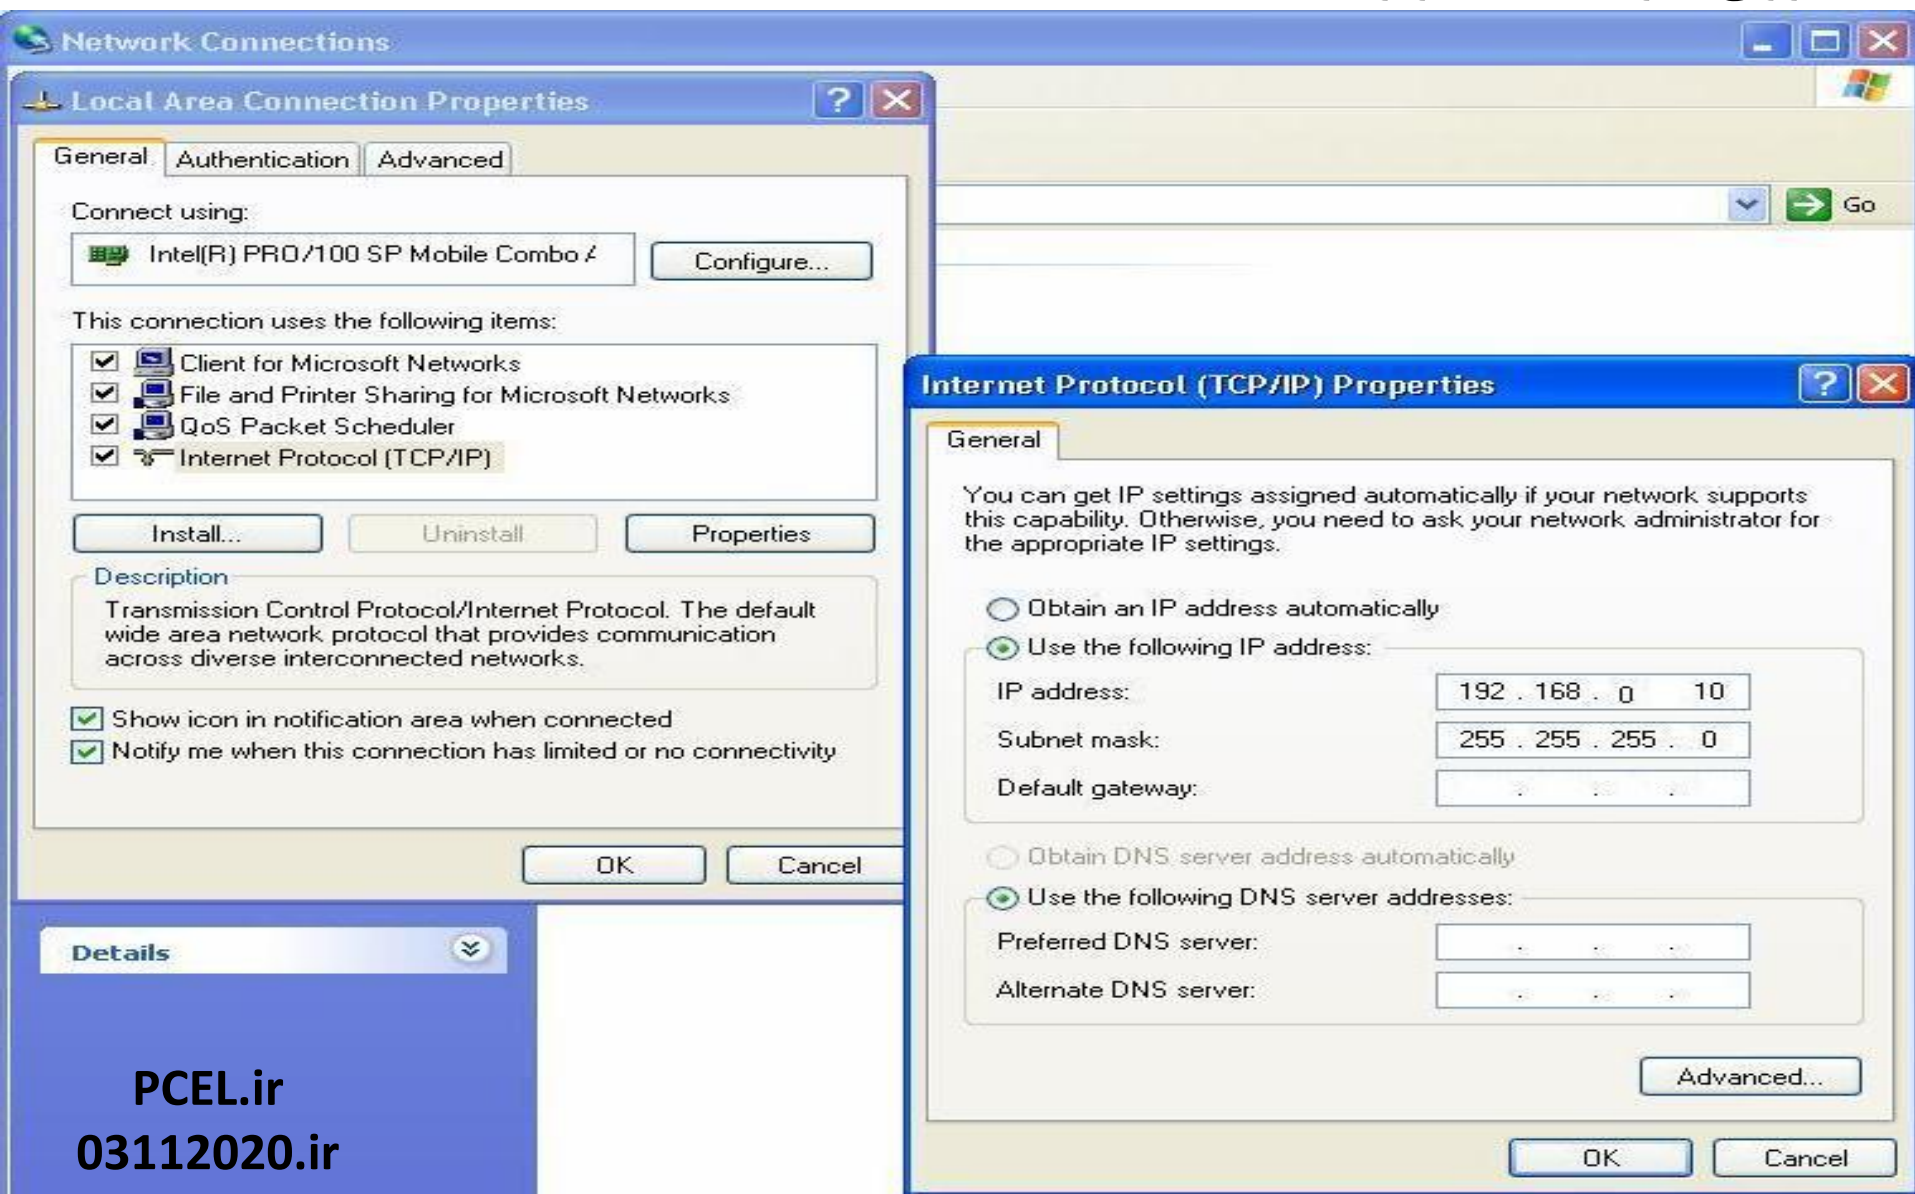 Network Connections
Local Area Connection Properties
General Authentication Advanced
Connect using:
Intel(R) PRO/100 SP Mobile Combo
Configure...
This connection uses the following items:
Client for Microsoft Networks
File and Printer Sharing for Microsoft Networks
QoS Packet Scheduler
Internet Protocol (TCP/IP)
Install... Uninstall Properties
Description
Transmission Control Protocol/Internet Protocol. The default
wide area network protocol that provides communication
across diverse interconnected networks.
Show icon in notification area when connected
Notify me when this connection has limited or no connectivity
OK Cancel
Details
PCEL.ir
03112020.ir
Go
Internet Protocol (TCP/IP) Properties
General
You can get IP settings assigned automatically if your network supports
this capability. Otherwise, you need to ask your network administrator for
the appropriate IP settings.
Obtain an IP address automatically
Use the following IP address:
IP address: 192 . 168 . 0 10
Subnet mask: 255 . 255 . 255 . 0
Default gateway: . . .
Obtain DNS server address automatically
Use the following DNS server addresses:
Preferred DNS server: . . .
Alternate DNS server: . . .
Advanced...
OK Cancel